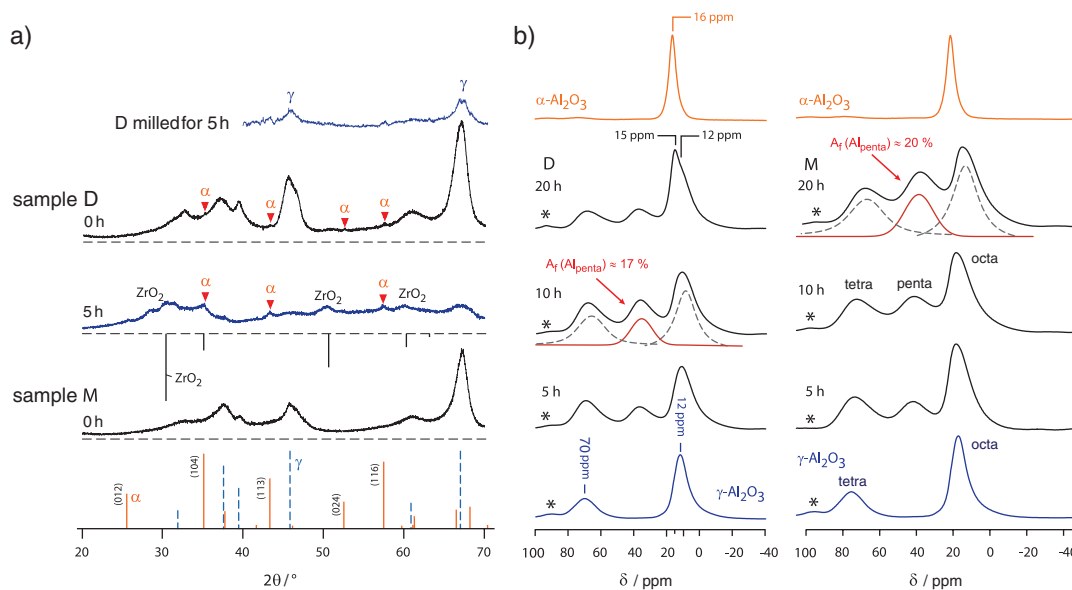 a)
γ
γ
D milled for 5 h
sample D
0 h
α
α
α
α
5 h
ZrO2
α
α
ZrO2
α
ZrO2
ZrO2
sample M
0 h
(012)
α
(104)
(113)
γ
(024)
(116)
20
30
40
50
60
70
2θ / °
b)
16 ppm
α-Al2O3
15 ppm
12 ppm
D
20 h
*
Af (Alpenta) ≈ 17 %
10 h
*
5 h
*
70 ppm
12 ppm
γ-Al2O3
*
100
80
60
40
20
0
-20
-40
δ / ppm
α-Al2O3
Af (Alpenta) ≈ 20 %
M
20 h
*
octa
10 h
tetra
penta
*
5 h
*
γ-Al2O3
octa
tetra
*
100
80
60
40
20
0
-20
-40
δ / ppm